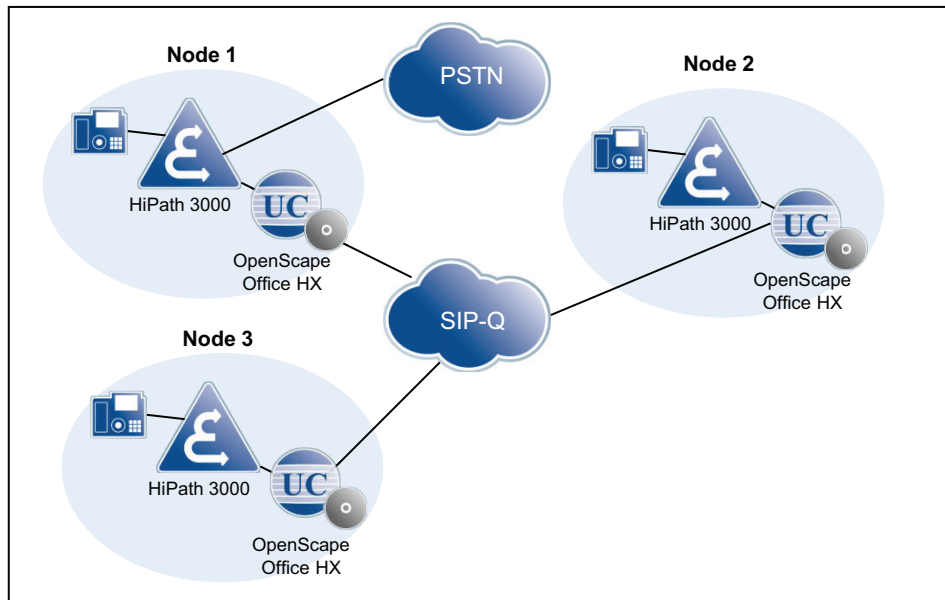 Node 1
PSTN
Node 2
HiPath 3000
UC
OpenScape
Office HX
HiPath 3000
UC
OpenScape
Office HX
SIP-Q
Node 3
HiPath 3000
UC
OpenScape
Office HX